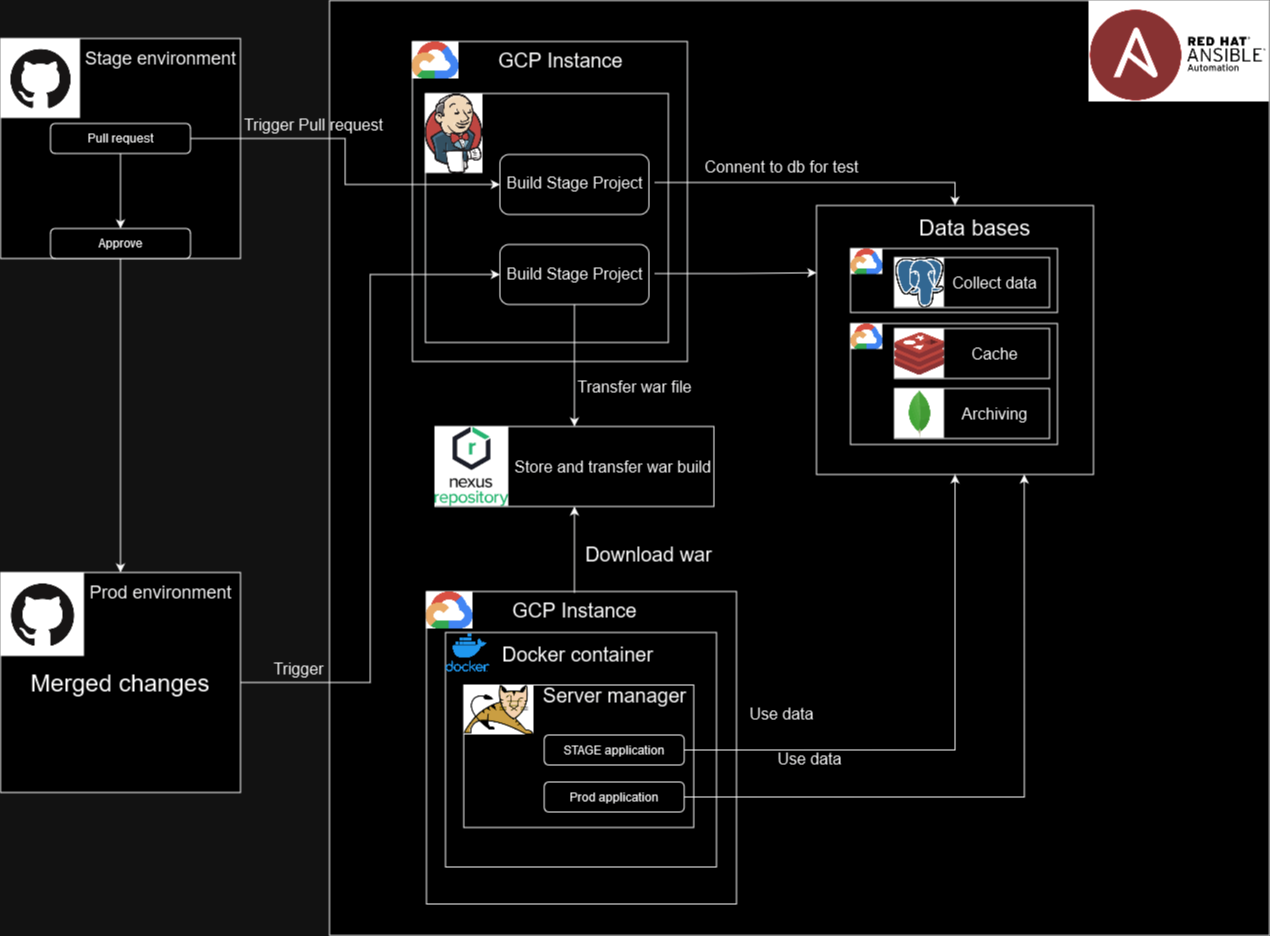 Stage environment
Pull request
Approve
Trigger Pull request
GCP Instance
Build Stage Project
Build Stage Project
Connent to db for test
RED HAT
ANSIBLE
Automation
Data bases
Collect data
Cache
Archiving
Transfer war file
nexus
repository
Store and transfer war build
Download war
Prod environment
Merged changes
Trigger
GCP Instance
docker
Docker container
Server manager
STAGE application
Prod application
Use data
Use data